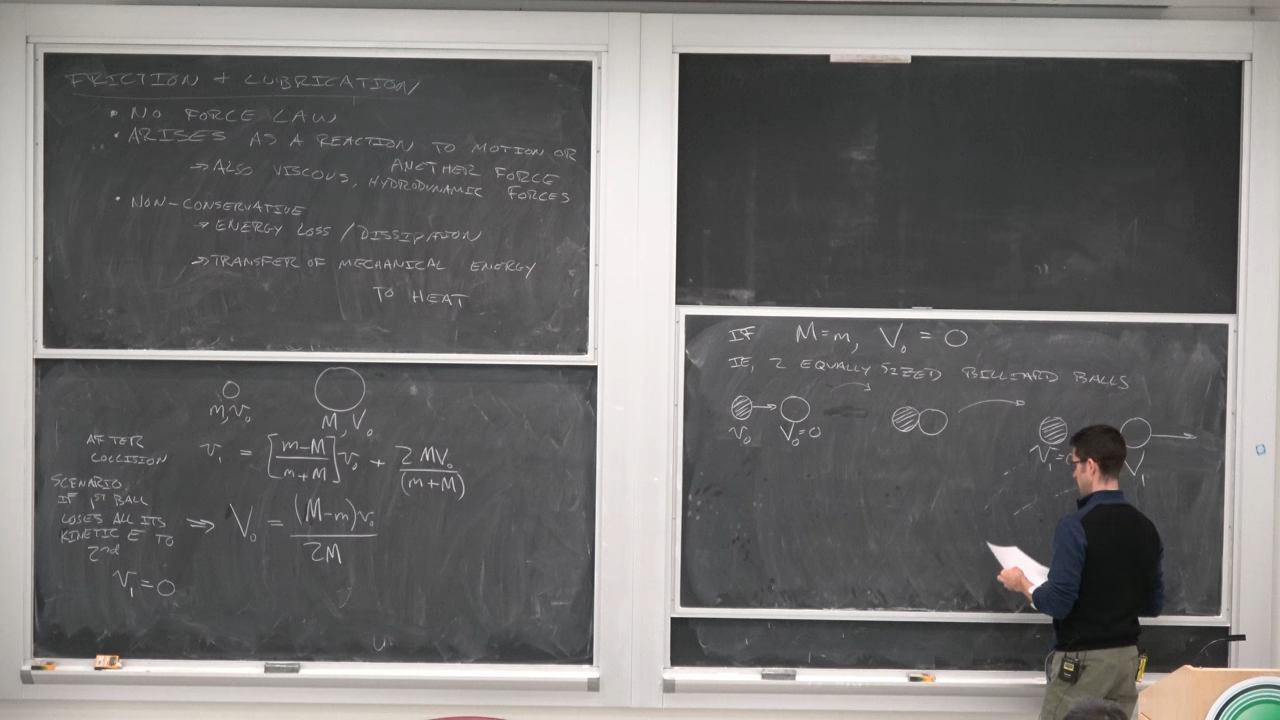 FRICTION + LUBRICATION
• NO FORCE LAW
• ARISES AS A REACTION TO MOTION OR
ANOTHER FORCE
→ ALSO VISCOUS, HYDRODYNAMIC FORCES
• NON-CONSERVATIVE
→ ENERGY LOSS / DISSIPATION
→ TRANSFER OF MECHANICAL ENERGY
TO HEAT
m, v₀
M, V₀
AFTER
COLLISION
v₁ = [m-M / m+M] v₀ + 2MV₀ / (m+M)
SCENARIO
IF 1ST BALL
LOSES ALL ITS
KINETIC E TO
2nd
v₁ = 0
⇒ V₀ = (M-m)v₀ / 2M
IF M=m, V₀ = 0
IE, 2 EQUALLY SIZED BILLIARD BALLS
v₀
V₀=0
v₁=
V₁